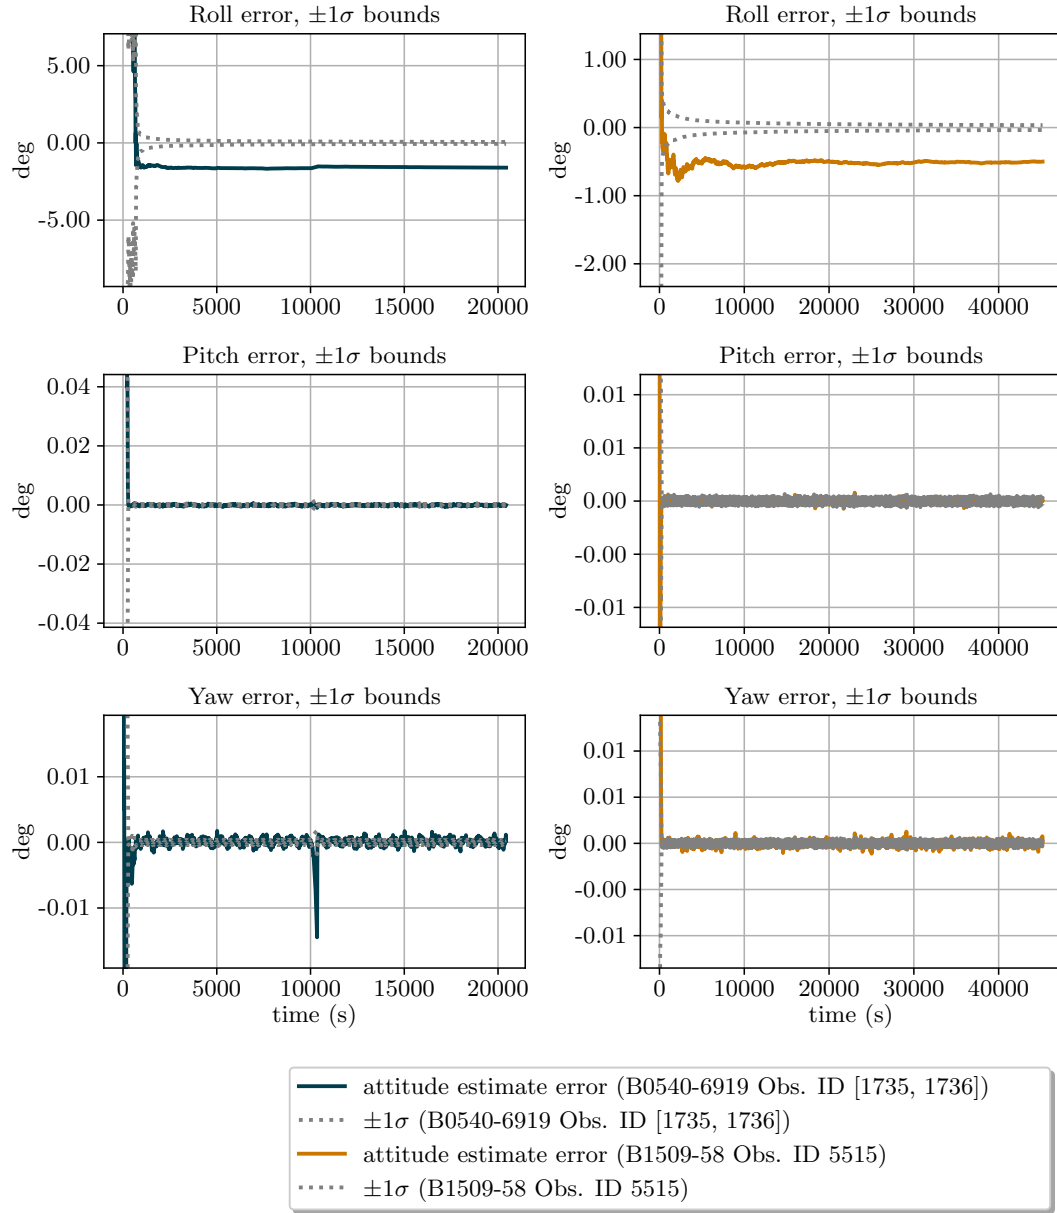 Roll error, ±1σ bounds
5.00
0.00
-5.00
deg
0 5000 10000 15000 20000
Roll error, ±1σ bounds
1.00
0.00
-1.00
-2.00
deg
0 10000 20000 30000 40000
Pitch error, ±1σ bounds
0.04
0.02
0.00
-0.02
-0.04
deg
0 5000 10000 15000 20000
Pitch error, ±1σ bounds
0.01
0.01
0.00
-0.00
-0.01
deg
0 10000 20000 30000 40000
Yaw error, ±1σ bounds
0.01
0.00
-0.01
deg
0 5000 10000 15000 20000
time (s)
Yaw error, ±1σ bounds
0.01
0.01
0.00
-0.00
-0.01
deg
0 10000 20000 30000 40000
time (s)
attitude estimate error (B0540-6919 Obs. ID [1735, 1736])
±1σ (B0540-6919 Obs. ID [1735, 1736])
attitude estimate error (B1509-58 Obs. ID 5515)
±1σ (B1509-58 Obs. ID 5515)